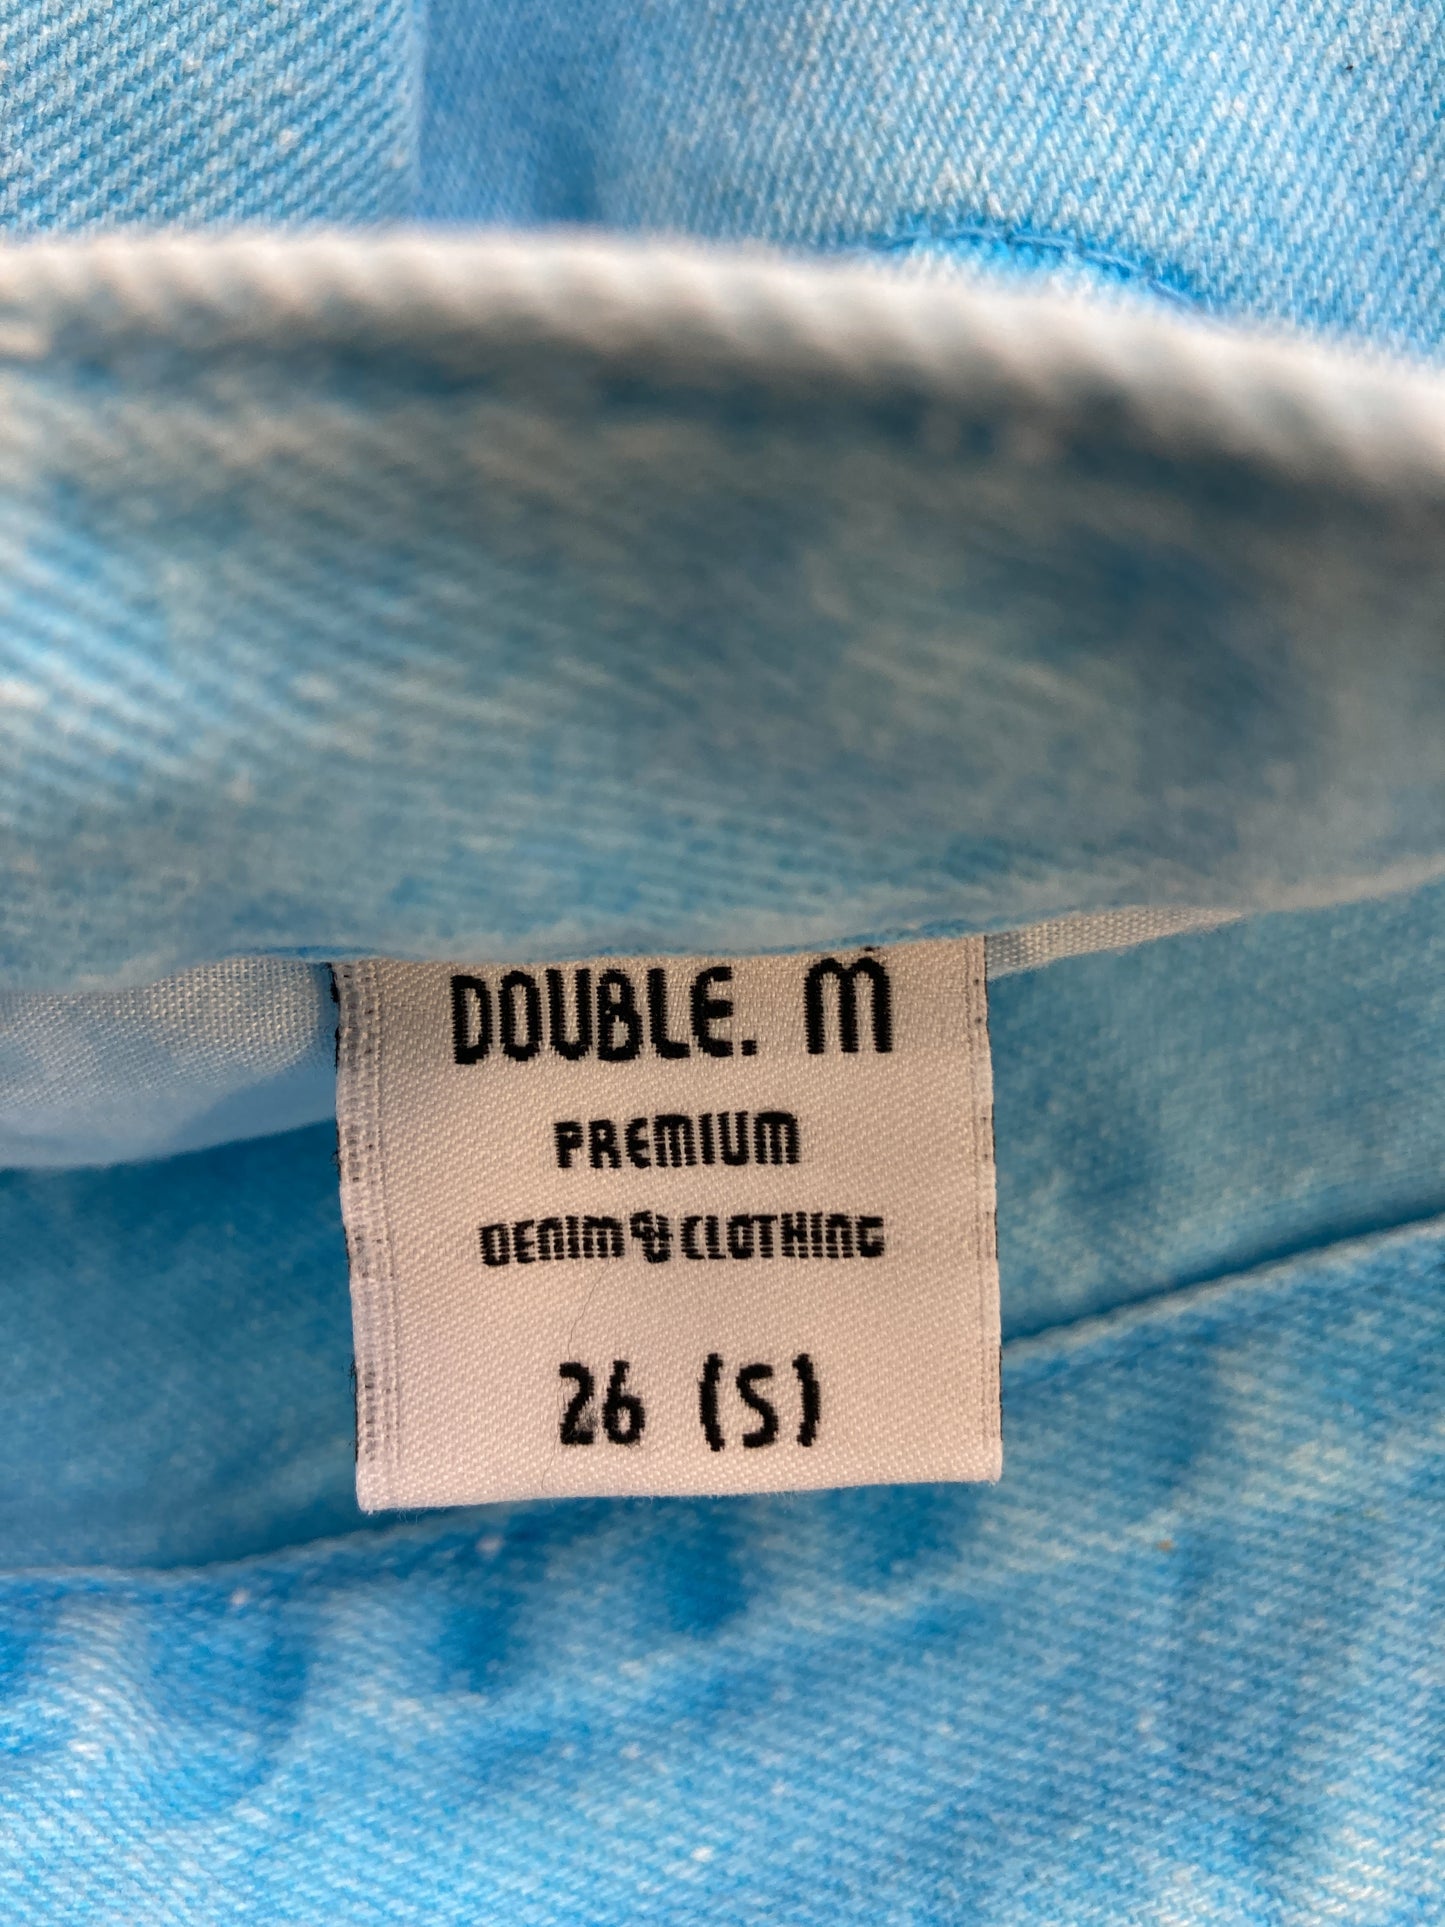 DOUBLE. M
PREMIUM
DENIM & CLOTHING
26 (S)